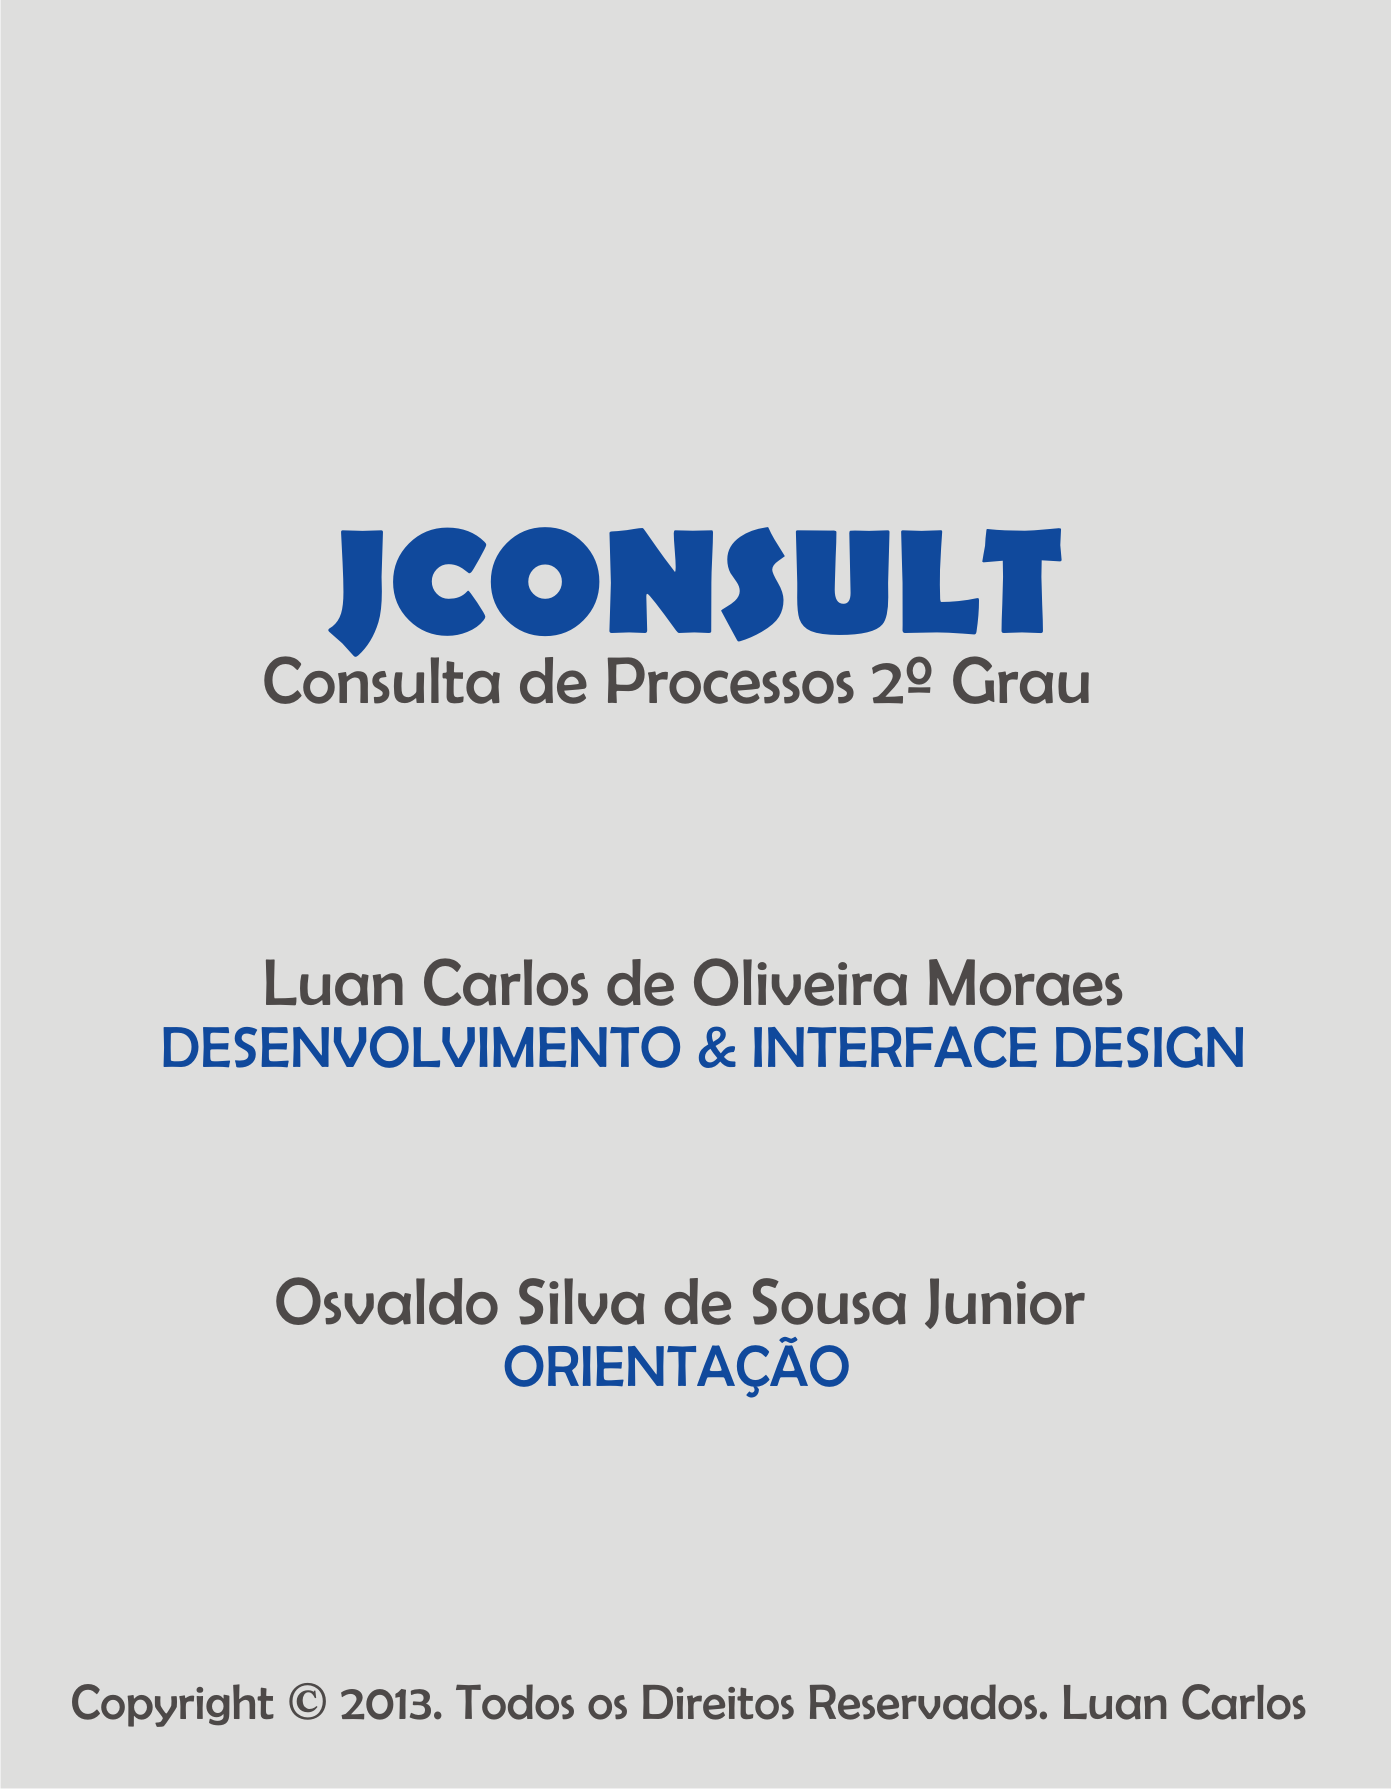 JCONSULT
Consulta de Processos 2º Grau
Luan Carlos de Oliveira Moraes
DESENVOLVIMENTO & INTERFACE DESIGN
Osvaldo Silva de Sousa Junior
ORIENTAÇÃO
Copyright © 2013. Todos os Direitos Reservados. Luan Carlos